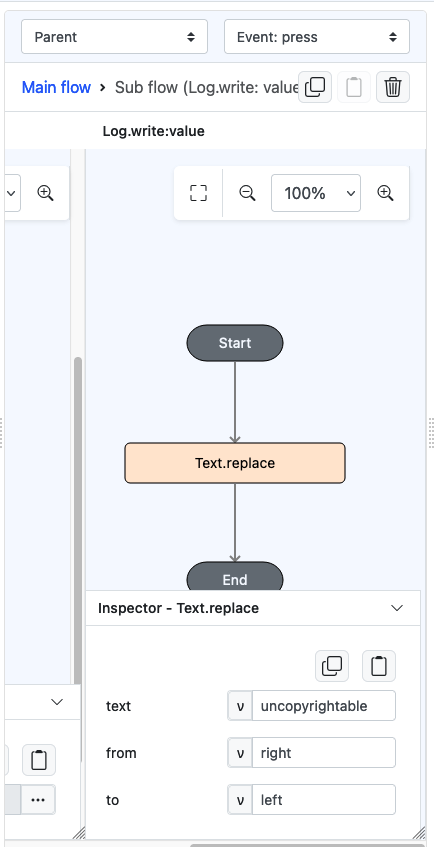 Parent
Event: press
Main flow > Sub flow (Log.write: value
Log.write:value
100%
Start
Text.replace
End
Inspector - Text.replace
text
ν uncopyrightable
from
ν right
to
ν left
...